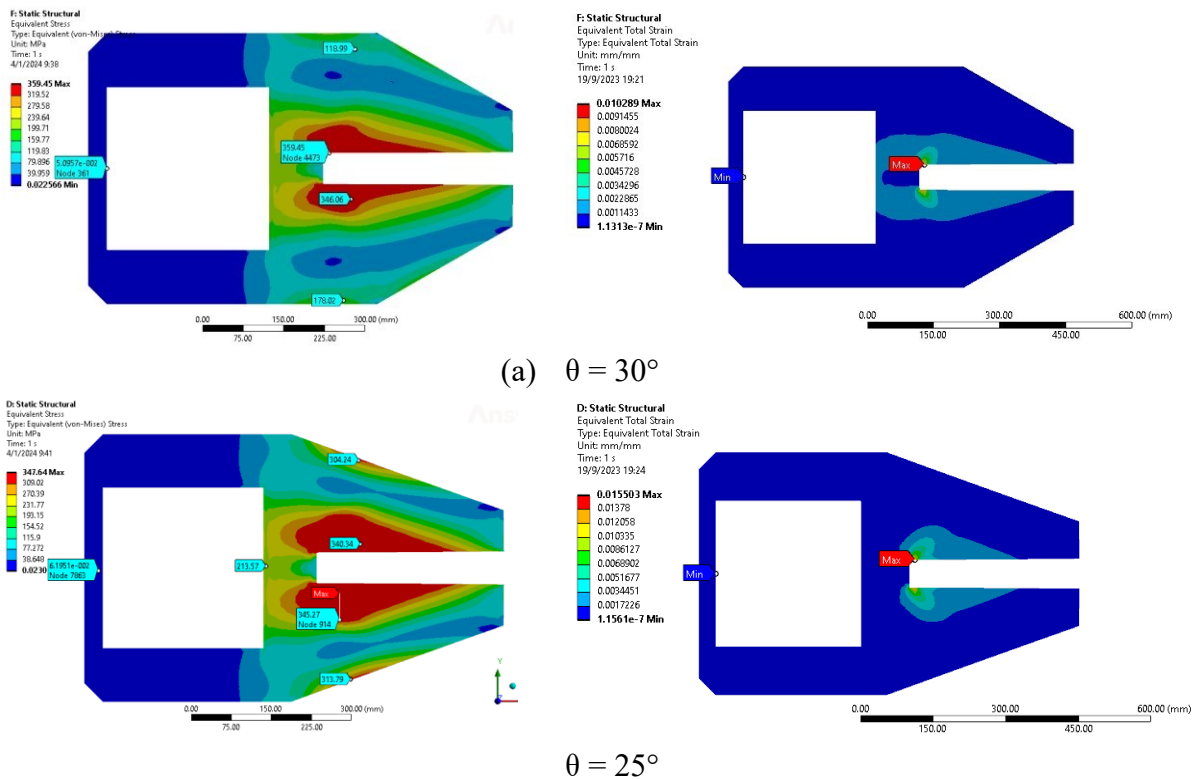 F: Static Structural
Equivalent Stress
Type: Equivalent (von-Mises) Stress
Unit: MPa
Time: 1 s
4/1/2024 9:38
359.45 Max
319.52
279.58
239.64
199.71
159.77
119.83
79.896
39.959
0.022566 Min
118.99
359.45
Node 4473
5.0957e-002
Node 361
346.06
178.02
0.00 150.00 300.00 (mm)
75.00 225.00
F: Static Structural
Equivalent Total Strain
Type: Equivalent Total Strain
Unit: mm/mm
Time: 1 s
19/9/2023 19:21
0.010289 Max
0.0091455
0.0080024
0.0068592
0.005716
0.0045728
0.0034296
0.0022865
0.0011433
1.1313e-7 Min
Max
Min
0.00 300.00 600.00 (mm)
150.00 450.00
(a) θ = 30°
D: Static Structural
Equivalent Stress
Type: Equivalent (von-Mises) Stress
Unit: MPa
Time: 1 s
4/1/2024 9:41
347.64 Max
309.02
270.39
231.77
193.15
154.52
115.9
77.272
38.648
0.0230
Ans
304.24
340.34
213.57
6.1951e-002
Node 7863
Max
345.27
Node 914
313.79
Y
0.00 150.00 300.00 (mm)
75.00 225.00
D: Static Structural
Equivalent Total Strain
Type: Equivalent Total Strain
Unit: mm/mm
Time: 1 s
19/9/2023 19:24
0.015503 Max
0.01378
0.012058
0.010335
0.0086127
0.0068902
0.0051677
0.0034451
0.0017226
1.1561e-7 Min
Max
Min
0.00 300.00 600.00 (mm)
150.00 450.00
θ = 25°